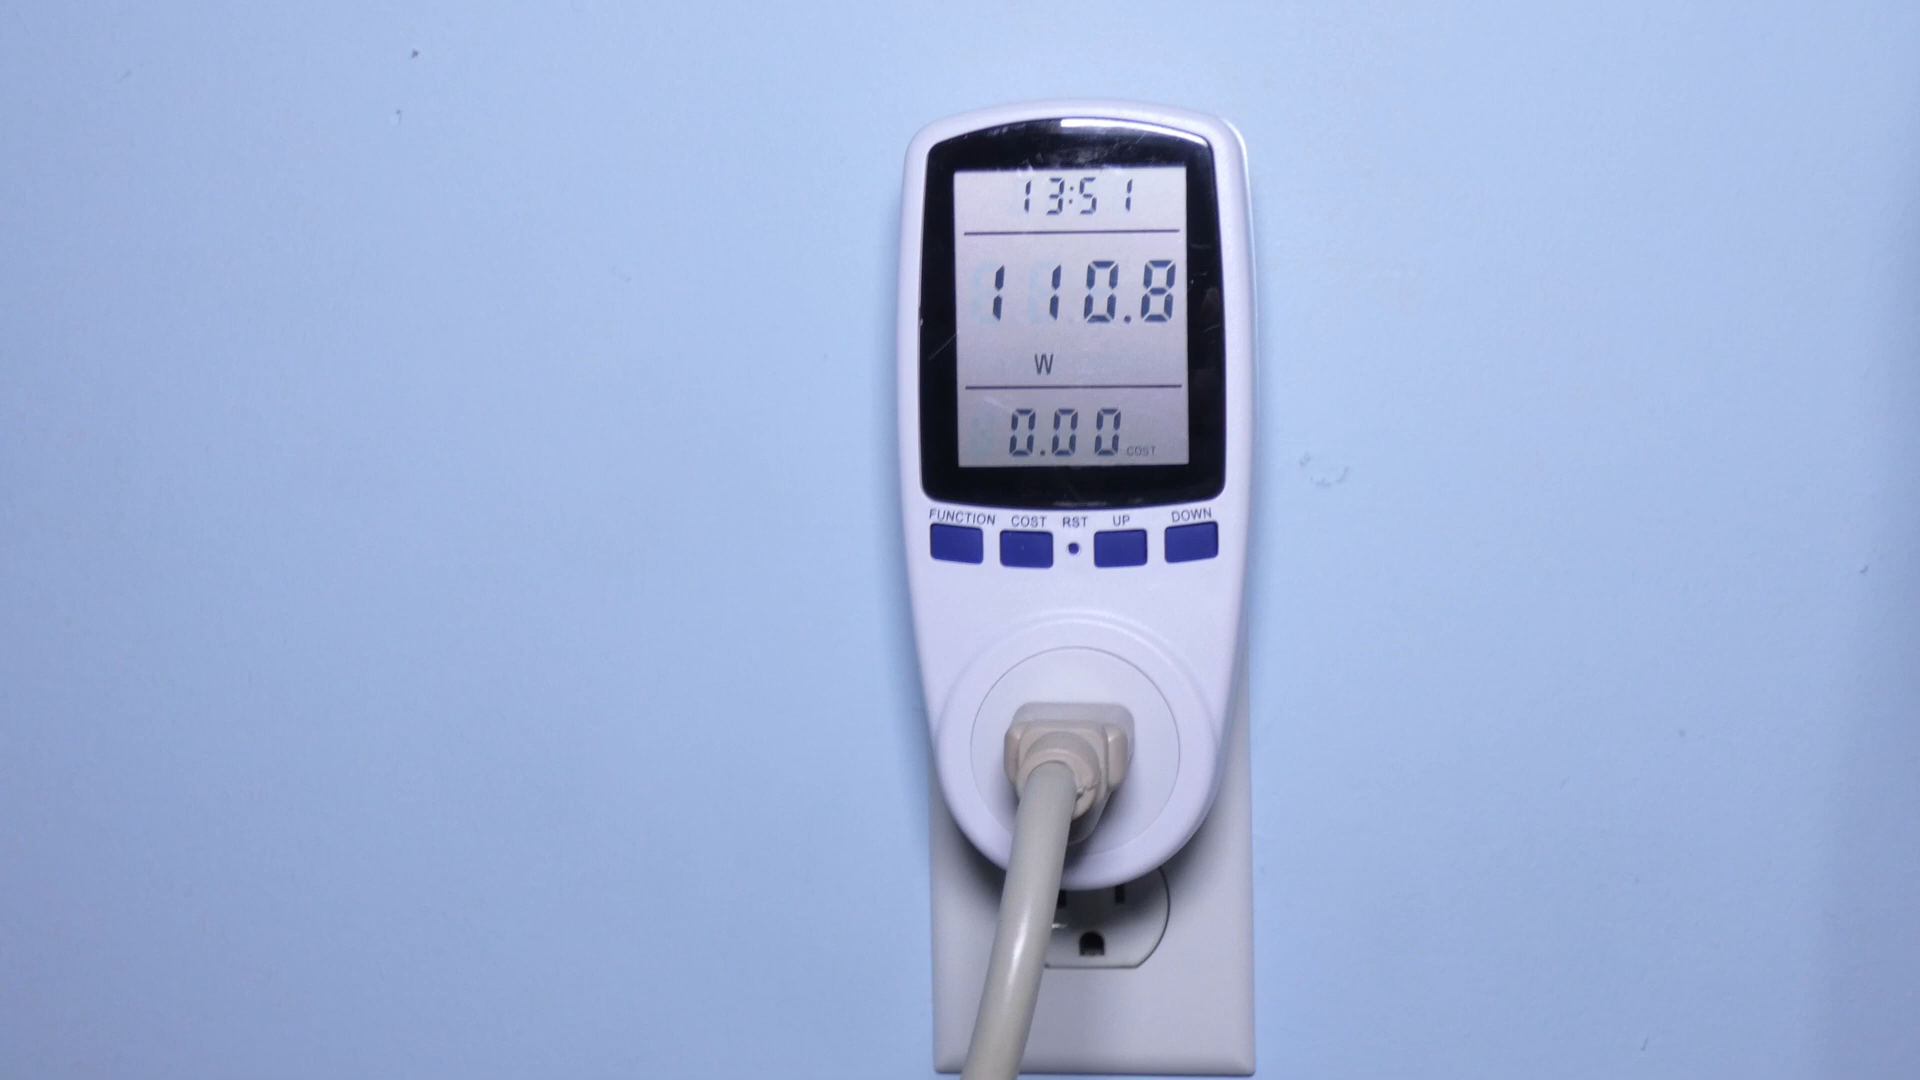 13:51
110.8
W
0.00 COST
FUNCTION COST RST UP DOWN